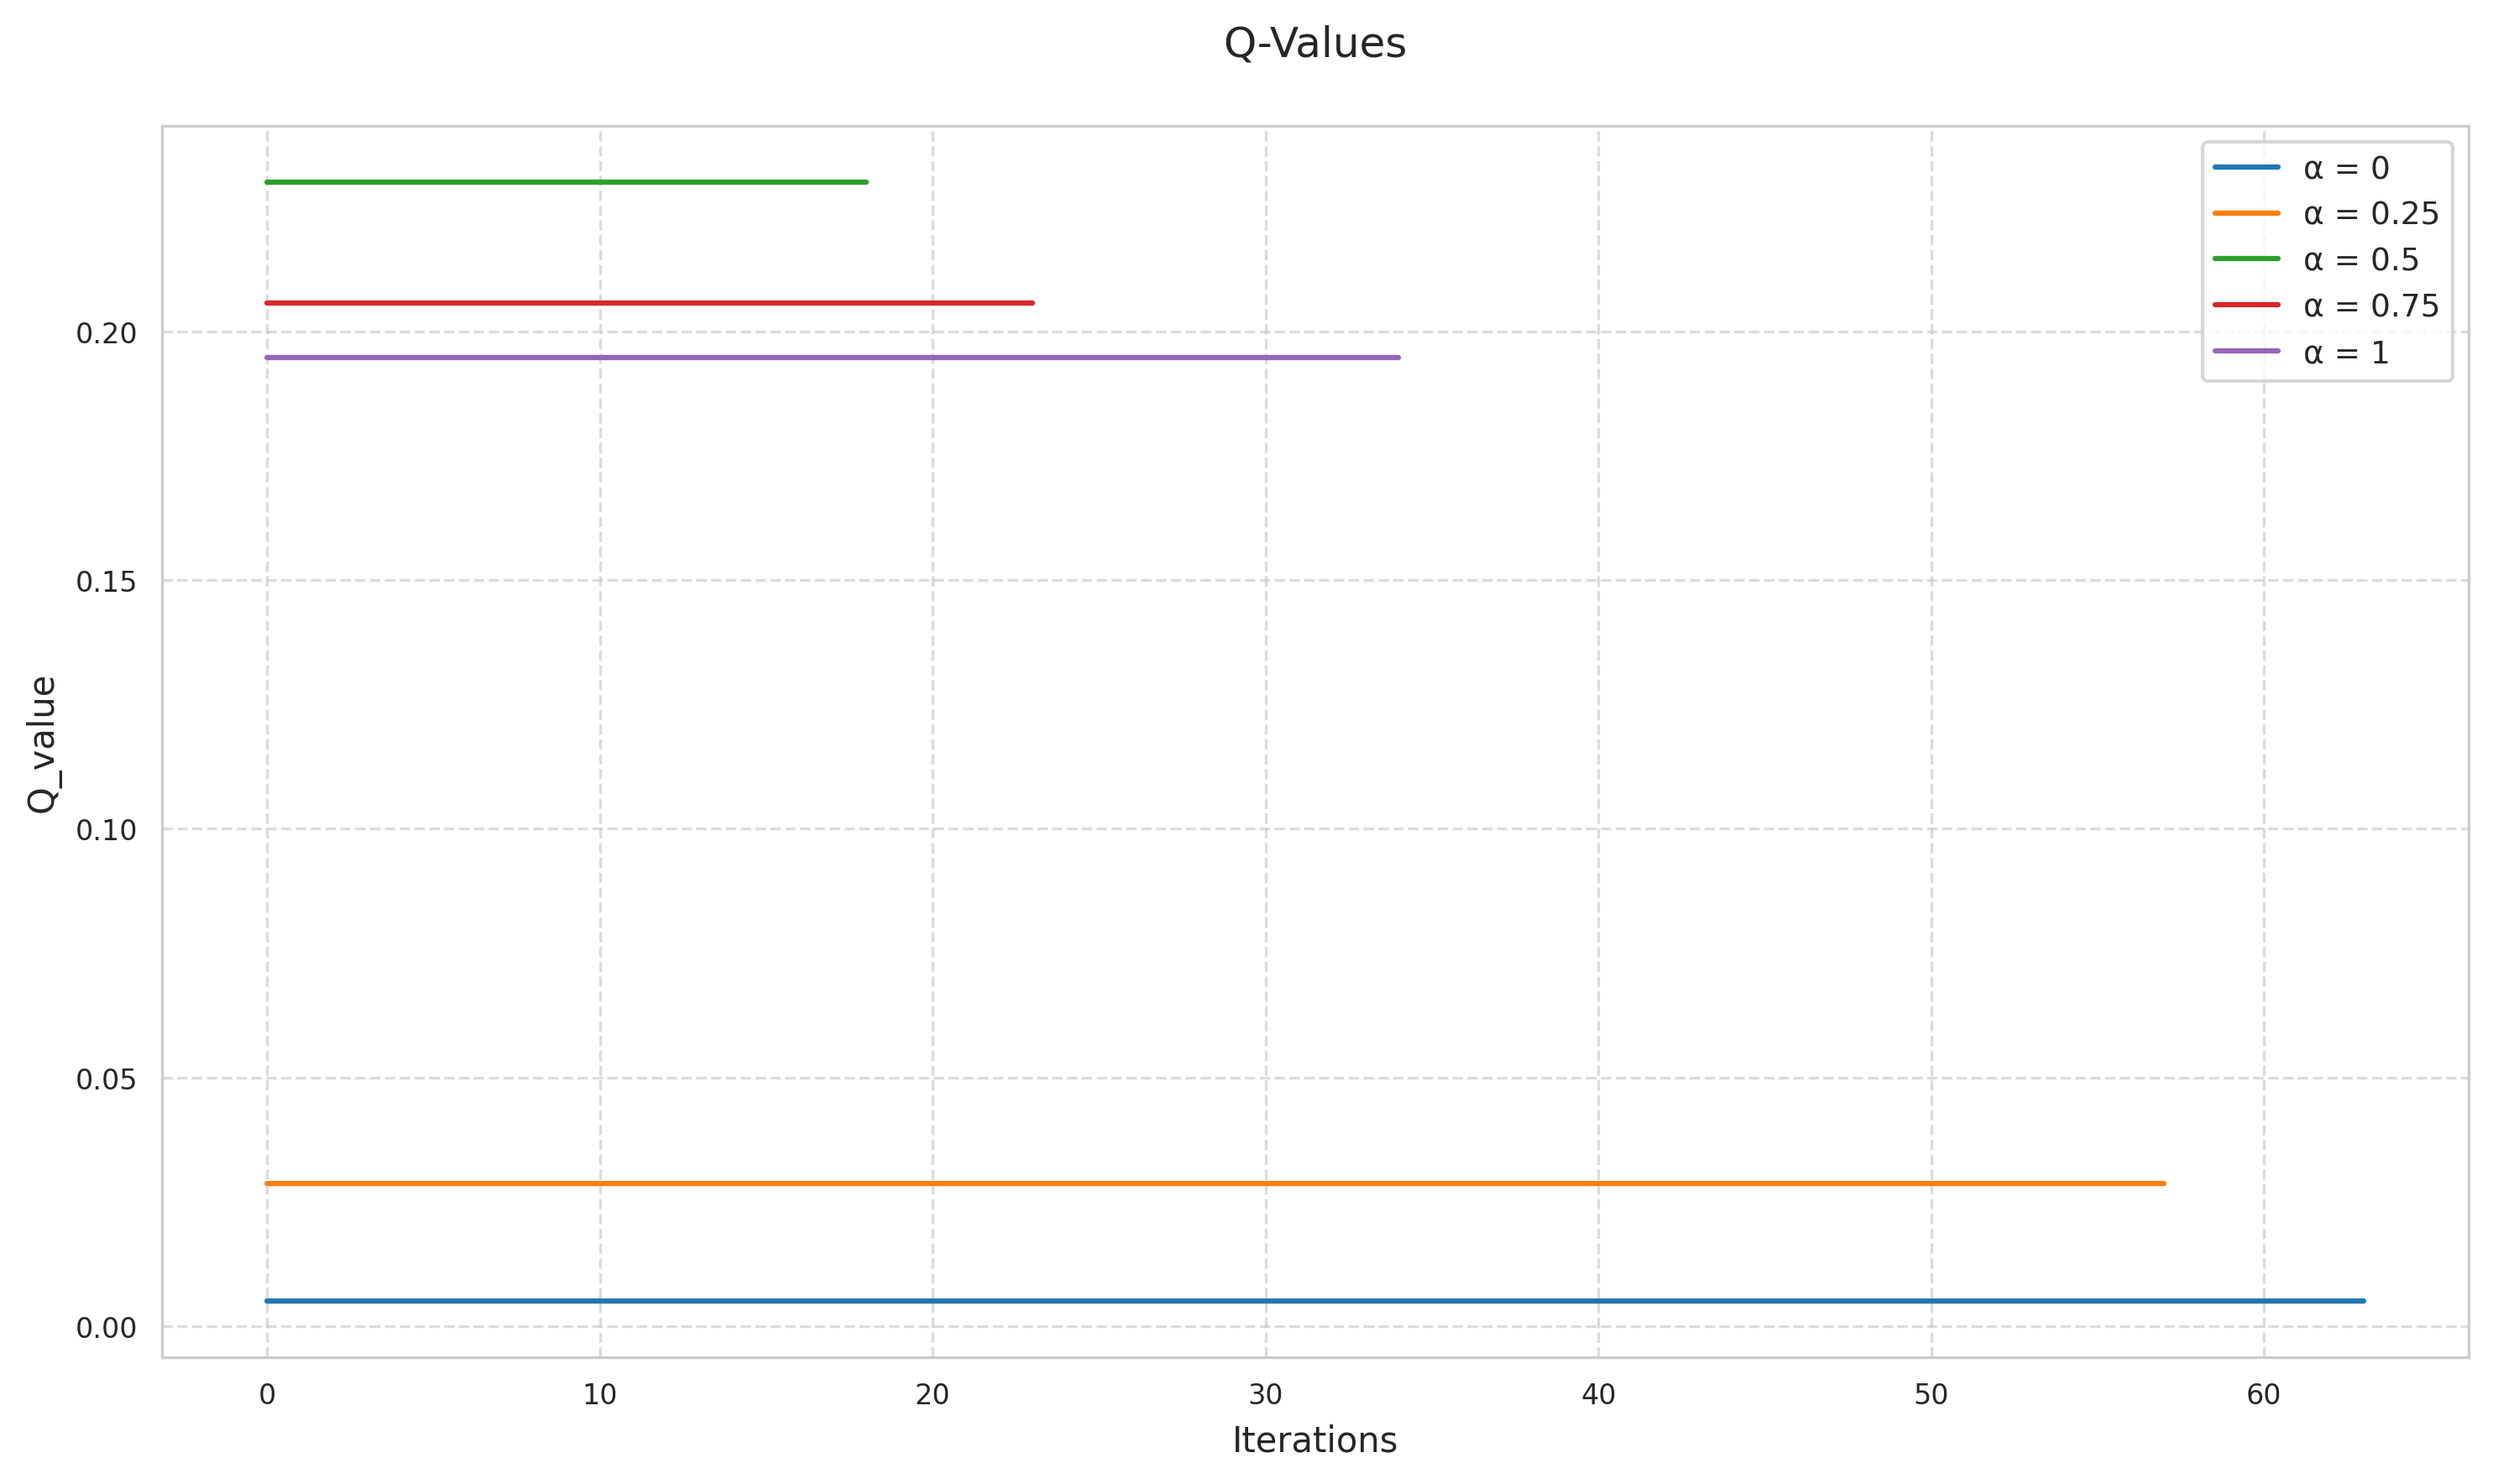 Q-Values
α = 0
α = 0.25
α = 0.5
α = 0.75
α = 1
0.20
0.15
0.10
0.05
0.00
Q_value
0 10 20 30 40 50 60
Iterations